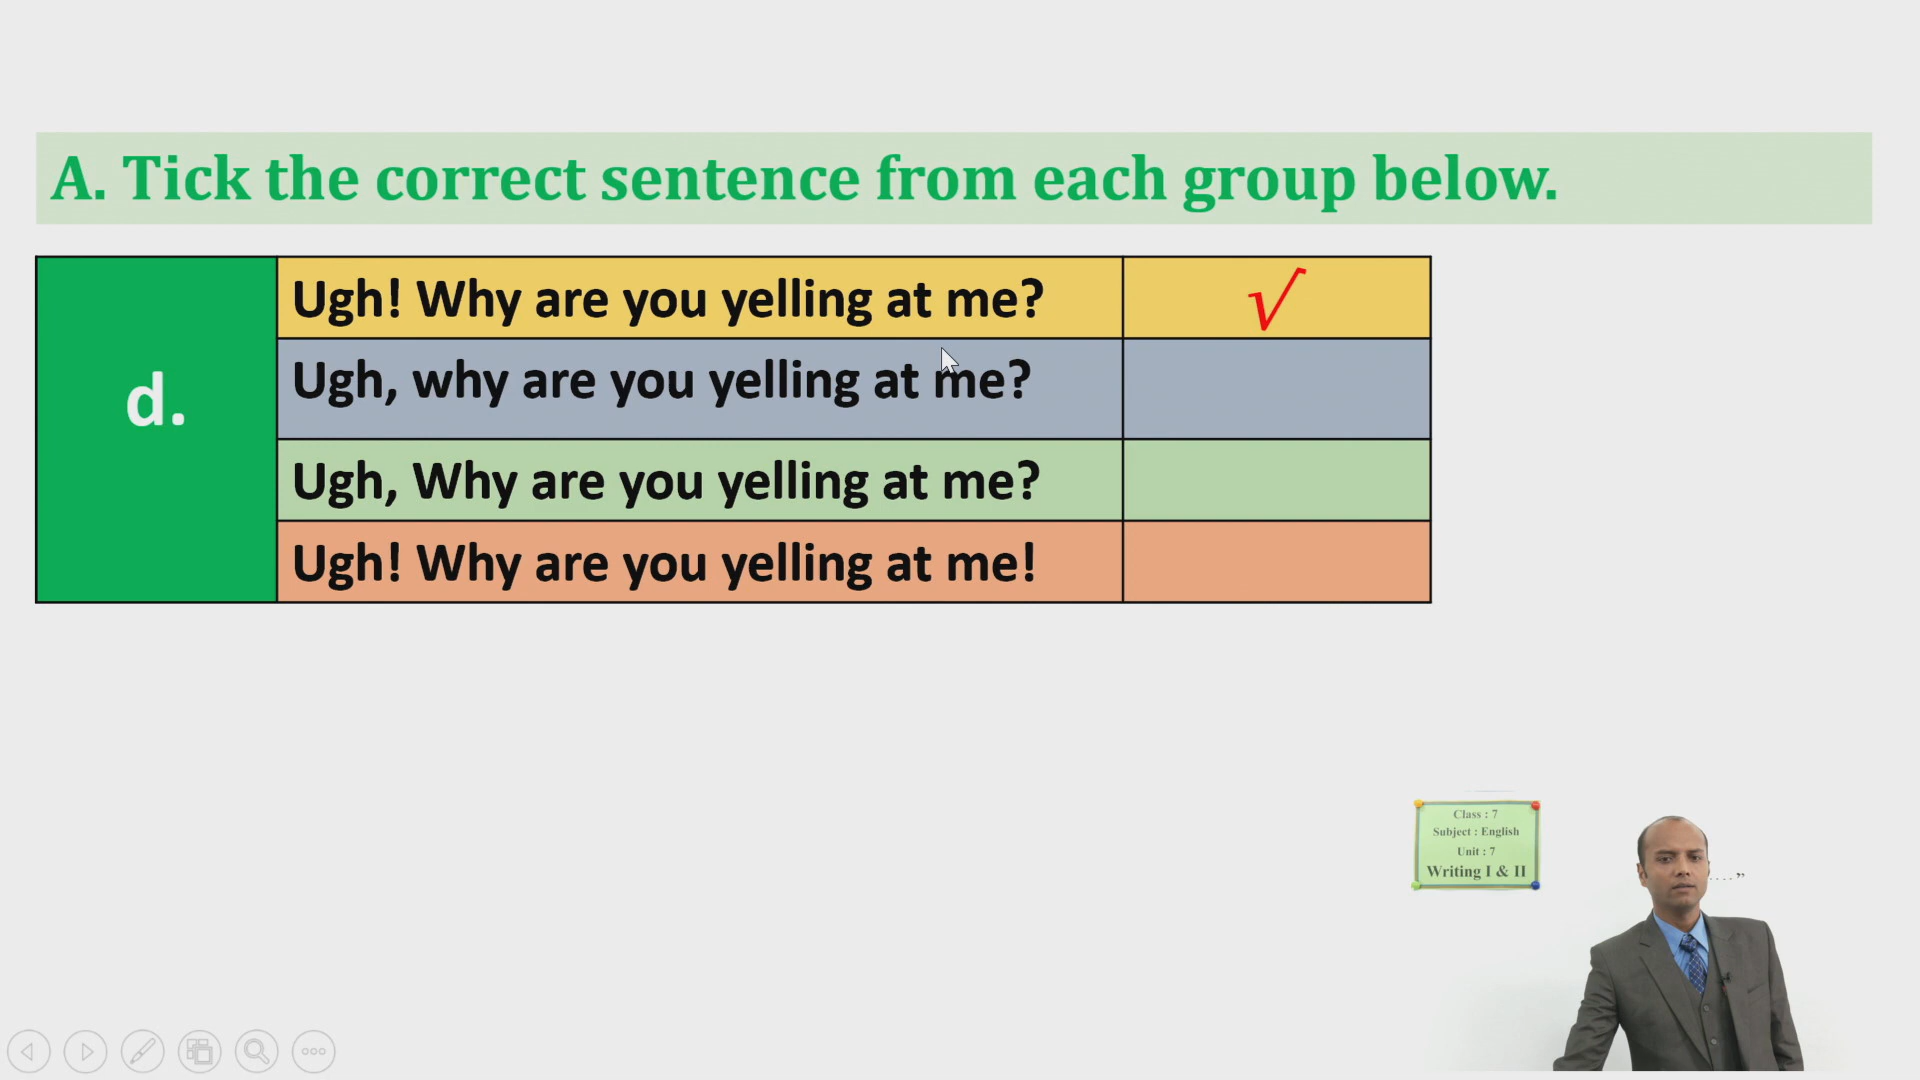 A. Tick the correct sentence from each group below.
d.
Ugh! Why are you yelling at me?
√
Ugh, why are you yelling at me?
Ugh, Why are you yelling at me?
Ugh! Why are you yelling at me!
Class : 7
Subject : English
Unit : 7
Writing I & II
....”